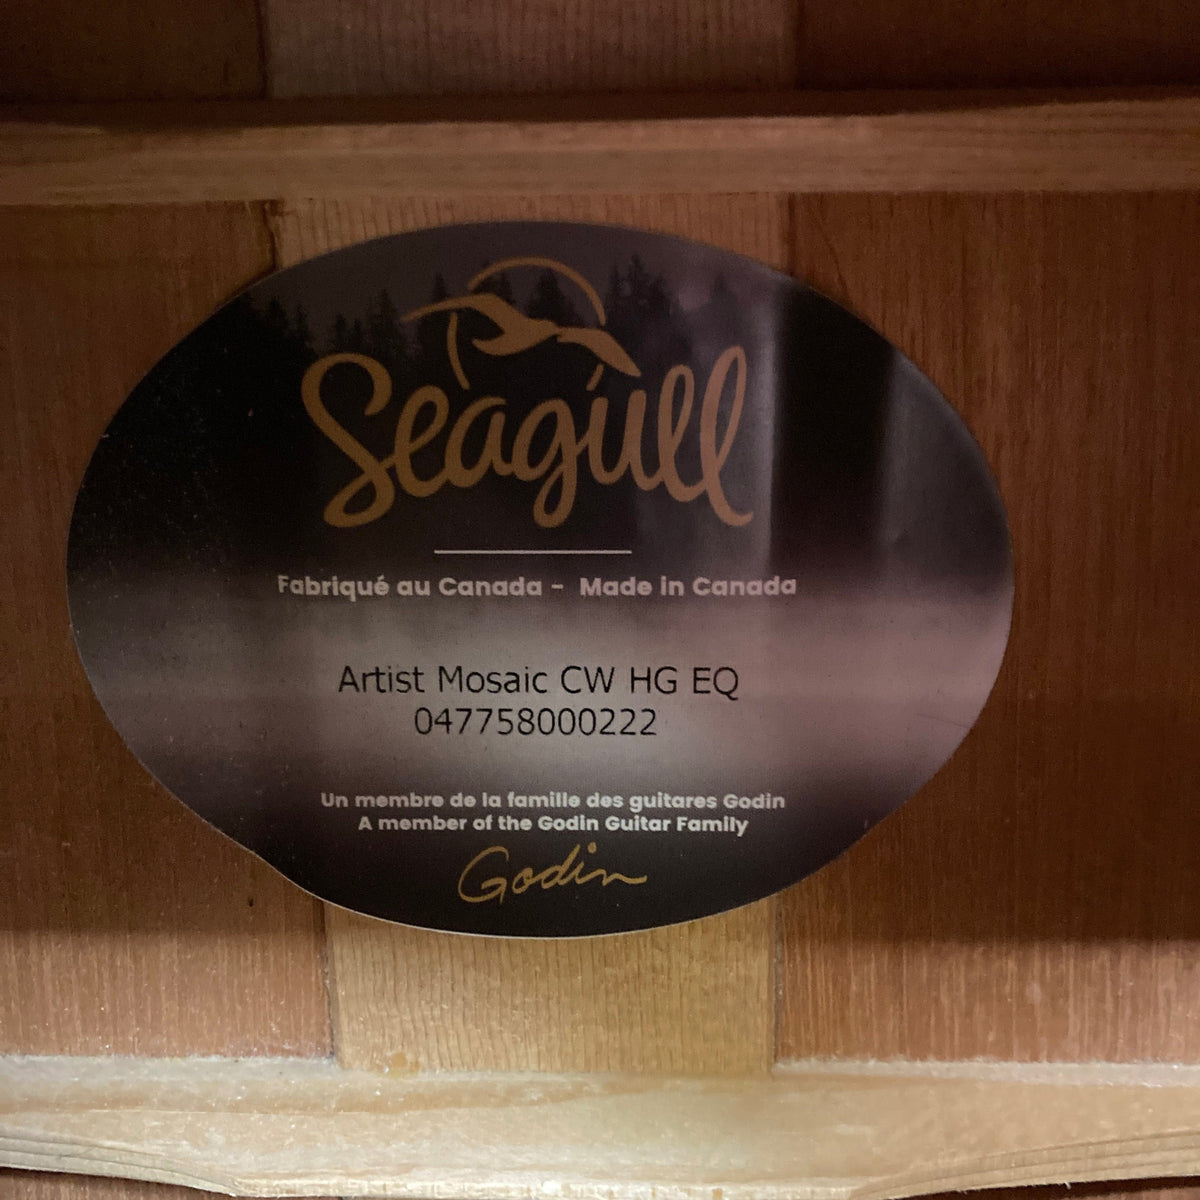 Seagull
Fabriqué au Canada - Made in Canada
Artist Mosaic CW HG EQ
047758000222
Un membre de la famille des guitares Godin
A member of the Godin Guitar Family
Godin